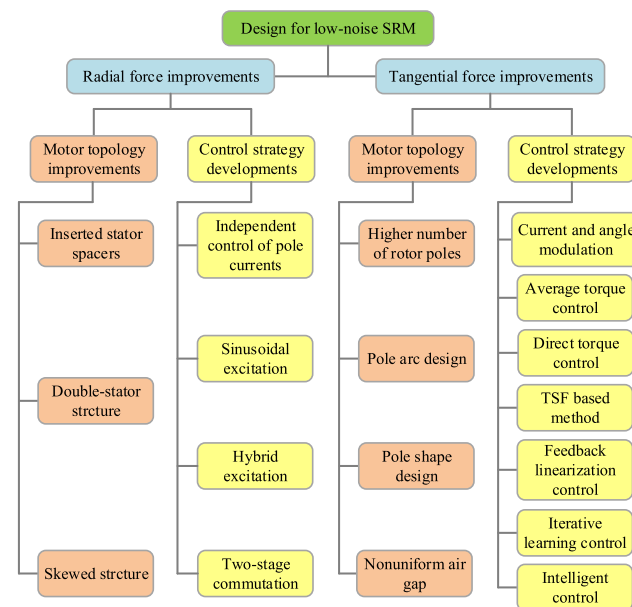 Design for low-noise SRM
Radial force improvements
Tangential force improvements
Motor topology
improvements
Control strategy
developments
Motor topology
improvements
Control strategy
developments
Inserted stator
spacers
Double-stator
strcture
Skewed strcture
Independent
control of pole
currents
Sinusoidal
excitation
Hybrid
excitation
Two-stage
commutation
Higher number
of rotor poles
Pole arc design
Pole shape
design
Nonuniform air
gap
Current and angle
modulation
Average torque
control
Direct torque
control
TSF based
method
Feedback
linearization
control
Iterative
learning control
Intelligent
control